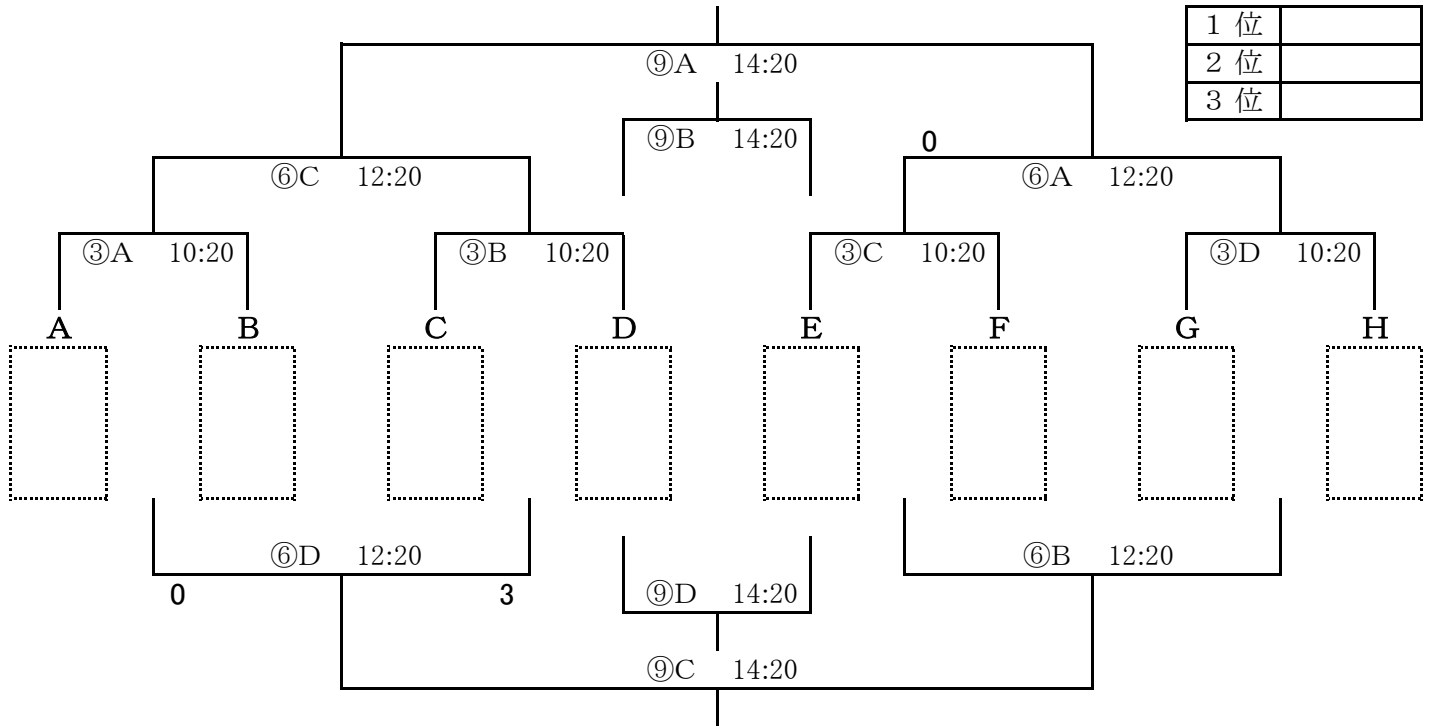 1 位
2 位
3 位
⑨A 14:20
⑨B 14:20
0
⑥C 12:20
⑥A 12:20
③A 10:20
③B 10:20
③C 10:20
③D 10:20
A B C D E F G H
⑥D 12:20
⑥B 12:20
0 3
⑨D 14:20
⑨C 14:20